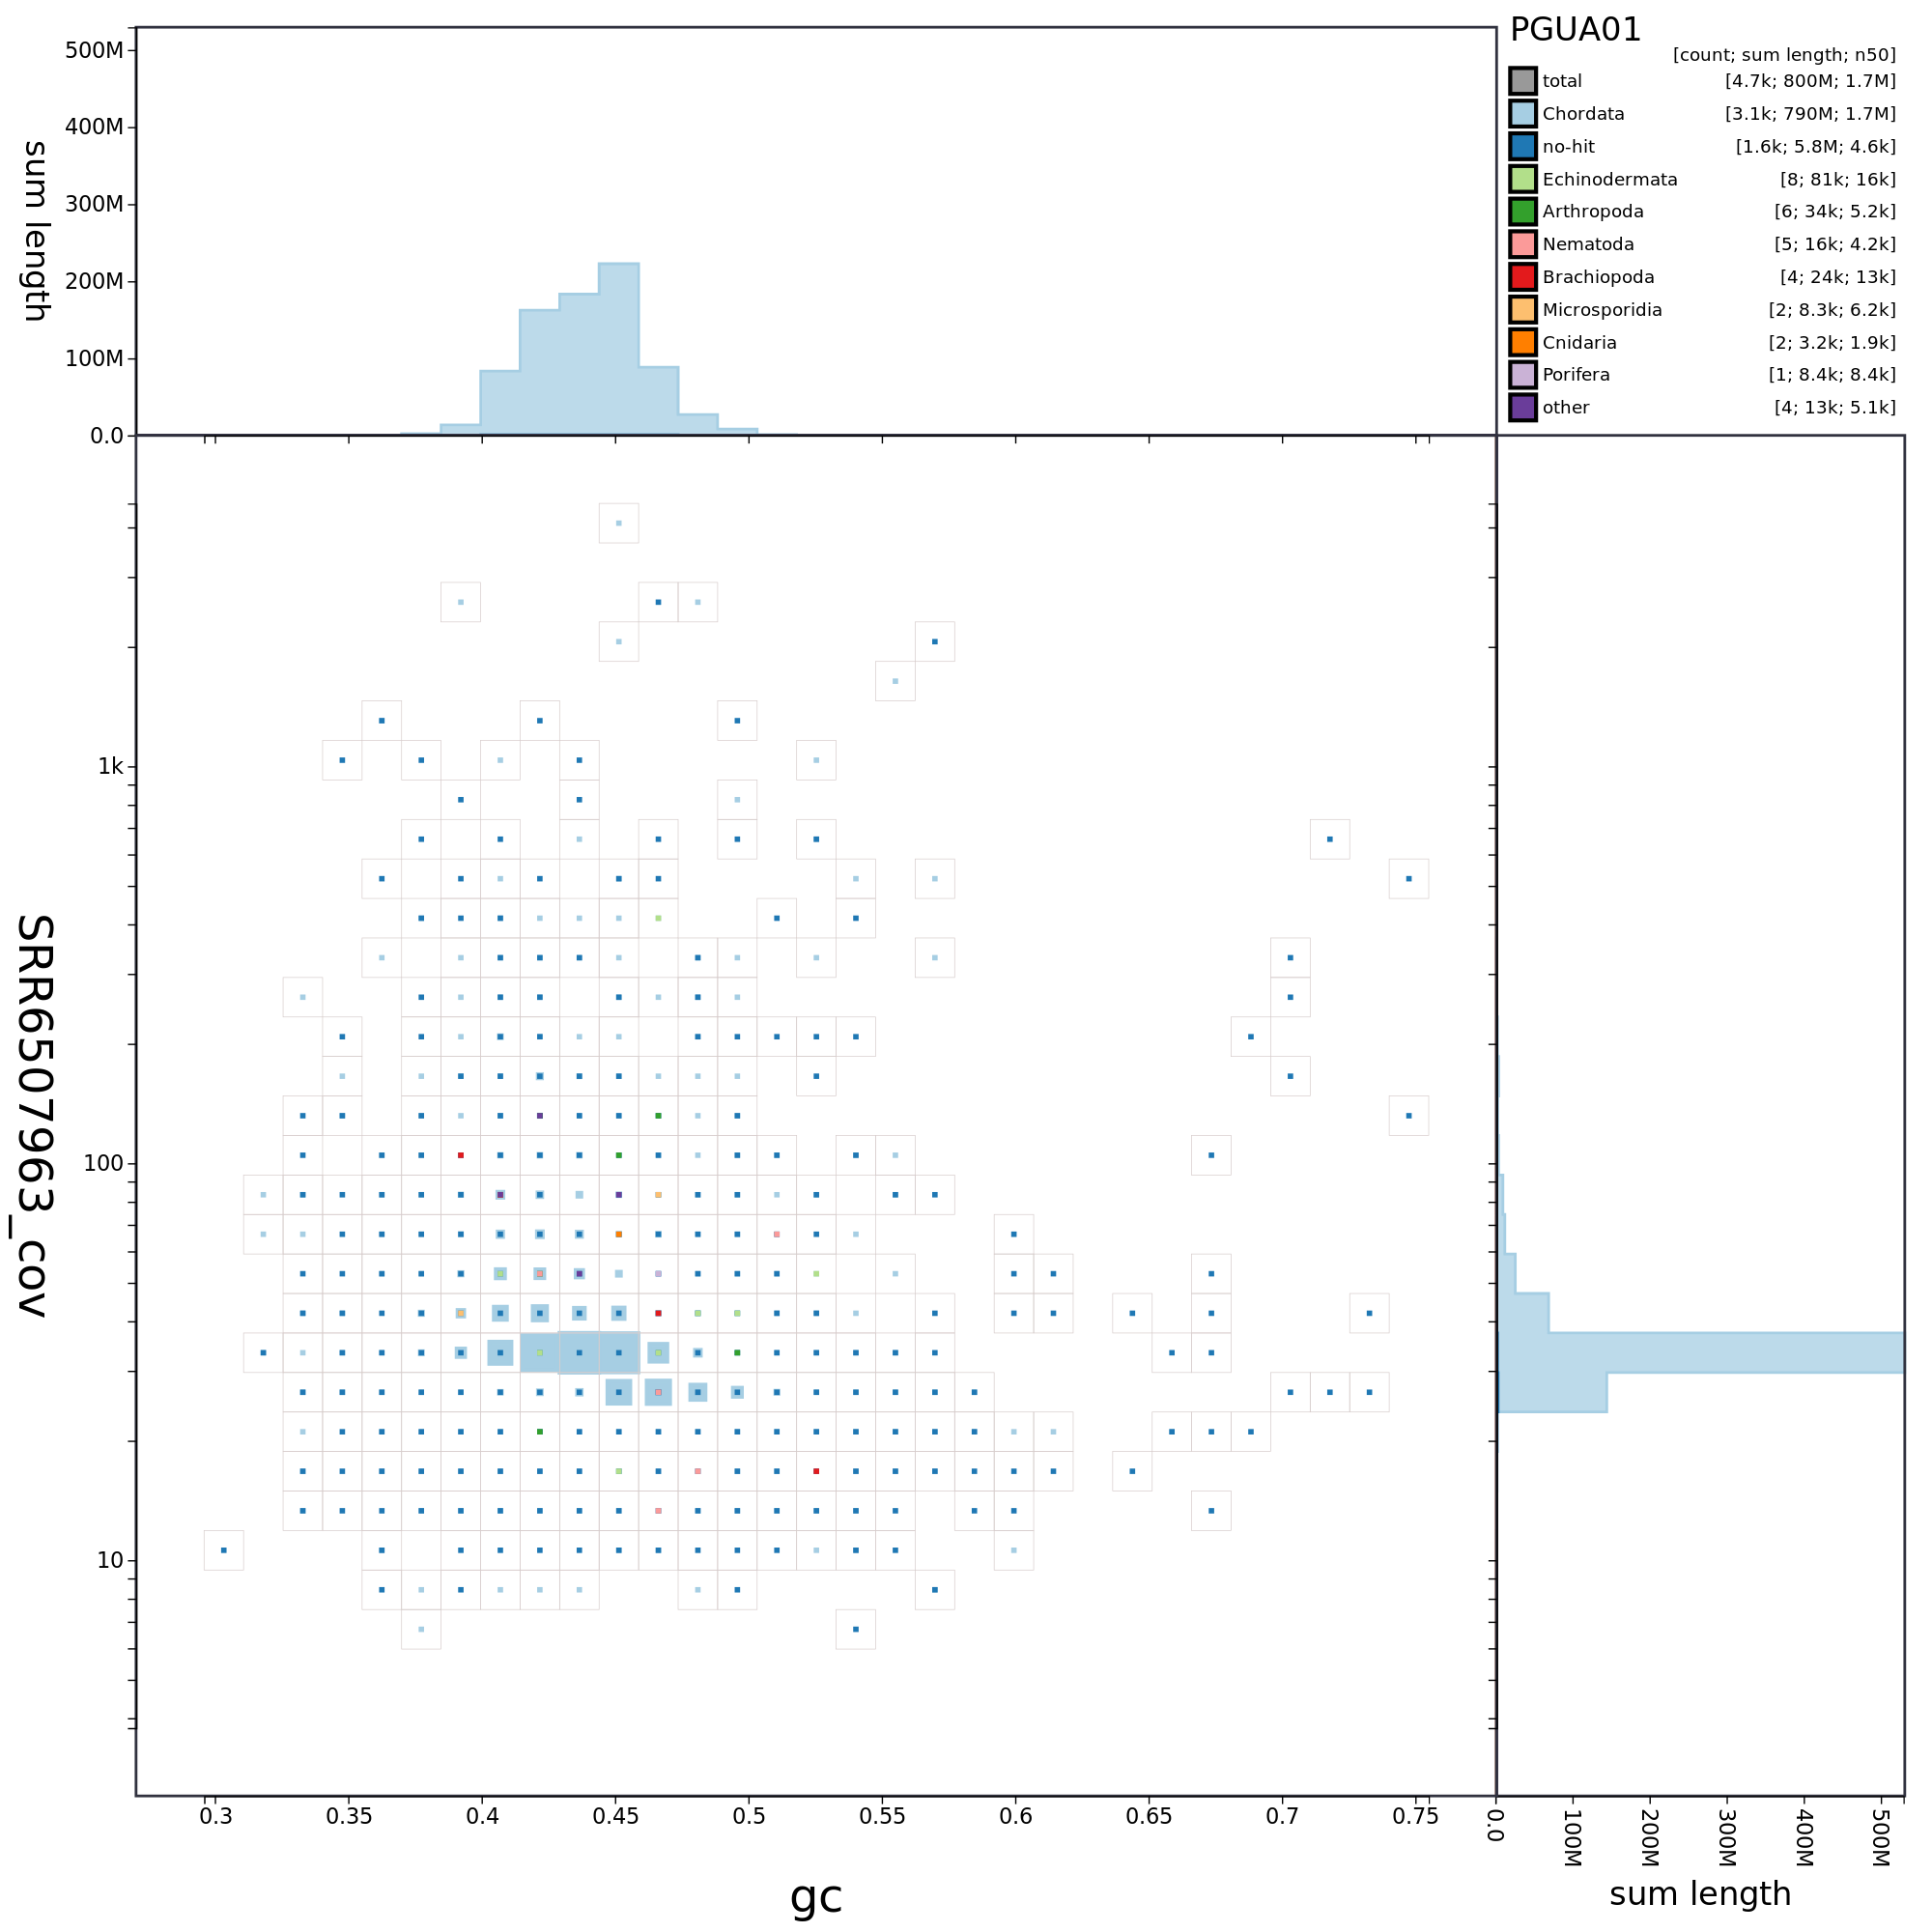 PGUA01
[count; sum length; n50]
total [4.7k; 800M; 1.7M]
Chordata [3.1k; 790M; 1.7M]
no-hit [1.6k; 5.8M; 4.6k]
Echinodermata [8; 81k; 16k]
Arthropoda [6; 34k; 5.2k]
Nematoda [5; 16k; 4.2k]
Brachiopoda [4; 24k; 13k]
Microsporidia [2; 8.3k; 6.2k]
Cnidaria [2; 3.2k; 1.9k]
Porifera [1; 8.4k; 8.4k]
other [4; 13k; 5.1k]
500M
400M
300M
200M
100M
0.0
sum length
1k
100
10
SRR6507963_cov
0.3 0.35 0.4 0.45 0.5 0.55 0.6 0.65 0.7 0.75
gc
0.0 100M 200M 300M 400M 500M
sum length